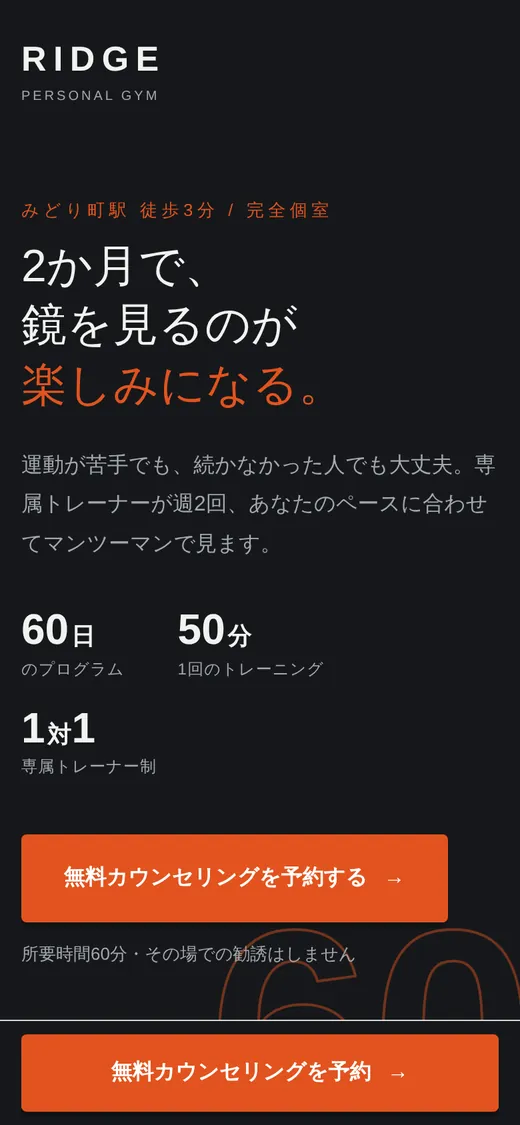 RIDGE
PERSONAL GYM
みどり町駅 徒歩3分 / 完全個室
2か月で、
鏡を見るのが
楽しみになる。
運動が苦手でも、続かなかった人でも大丈夫。専
属トレーナーが週2回、あなたのペースに合わせ
てマンツーマンで見ます。
60日
のプログラム
50分
1回のトレーニング
1対1
専属トレーナー制
無料カウンセリングを予約する →
所要時間60分・その場での勧誘はしません
60
無料カウンセリングを予約 →